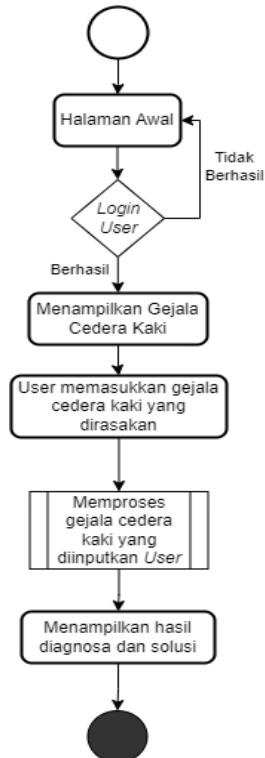 Halaman Awal
Tidak
Berhasil
Login
User
Berhasil
Menampilkan Gejala
Cedera Kaki
User memasukkan gejala
cedera kaki yang
dirasakan
Memproses
gejala cedera
kaki yang
diinputkan User
Menampilkan hasil
diagnosa dan solusi